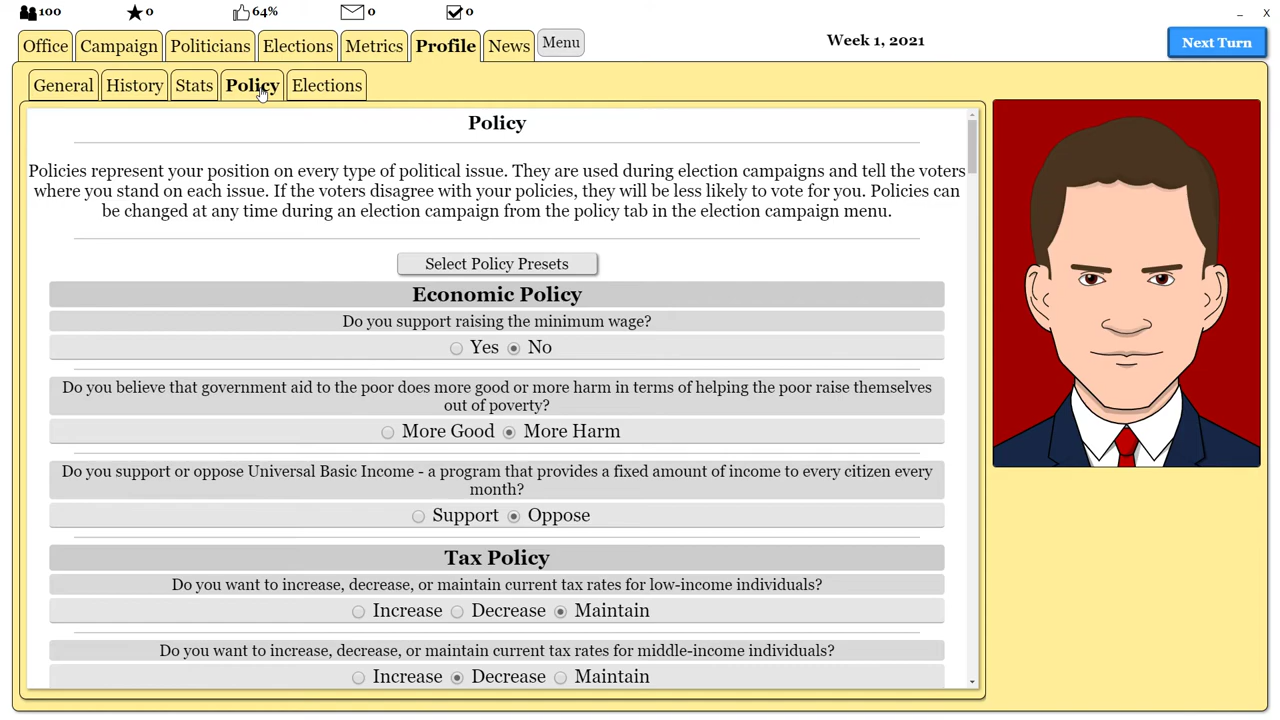 100 0 64% 0 0 _ X
Office Campaign Politicians Elections Metrics Profile News Menu Week 1, 2021 Next Turn
General History Stats Policy Elections
Policy
Policies represent your position on every type of political issue. They are used during election campaigns and tell the voters
where you stand on each issue. If the voters disagree with your policies, they will be less likely to vote for you. Policies can
be changed at any time during an election campaign from the policy tab in the election campaign menu.
Select Policy Presets
Economic Policy
Do you support raising the minimum wage?
Yes No
Do you believe that government aid to the poor does more good or more harm in terms of helping the poor raise themselves
out of poverty?
More Good More Harm
Do you support or oppose Universal Basic Income - a program that provides a fixed amount of income to every citizen every
month?
Support Oppose
Tax Policy
Do you want to increase, decrease, or maintain current tax rates for low-income individuals?
Increase Decrease Maintain
Do you want to increase, decrease, or maintain current tax rates for middle-income individuals?
Increase Decrease Maintain